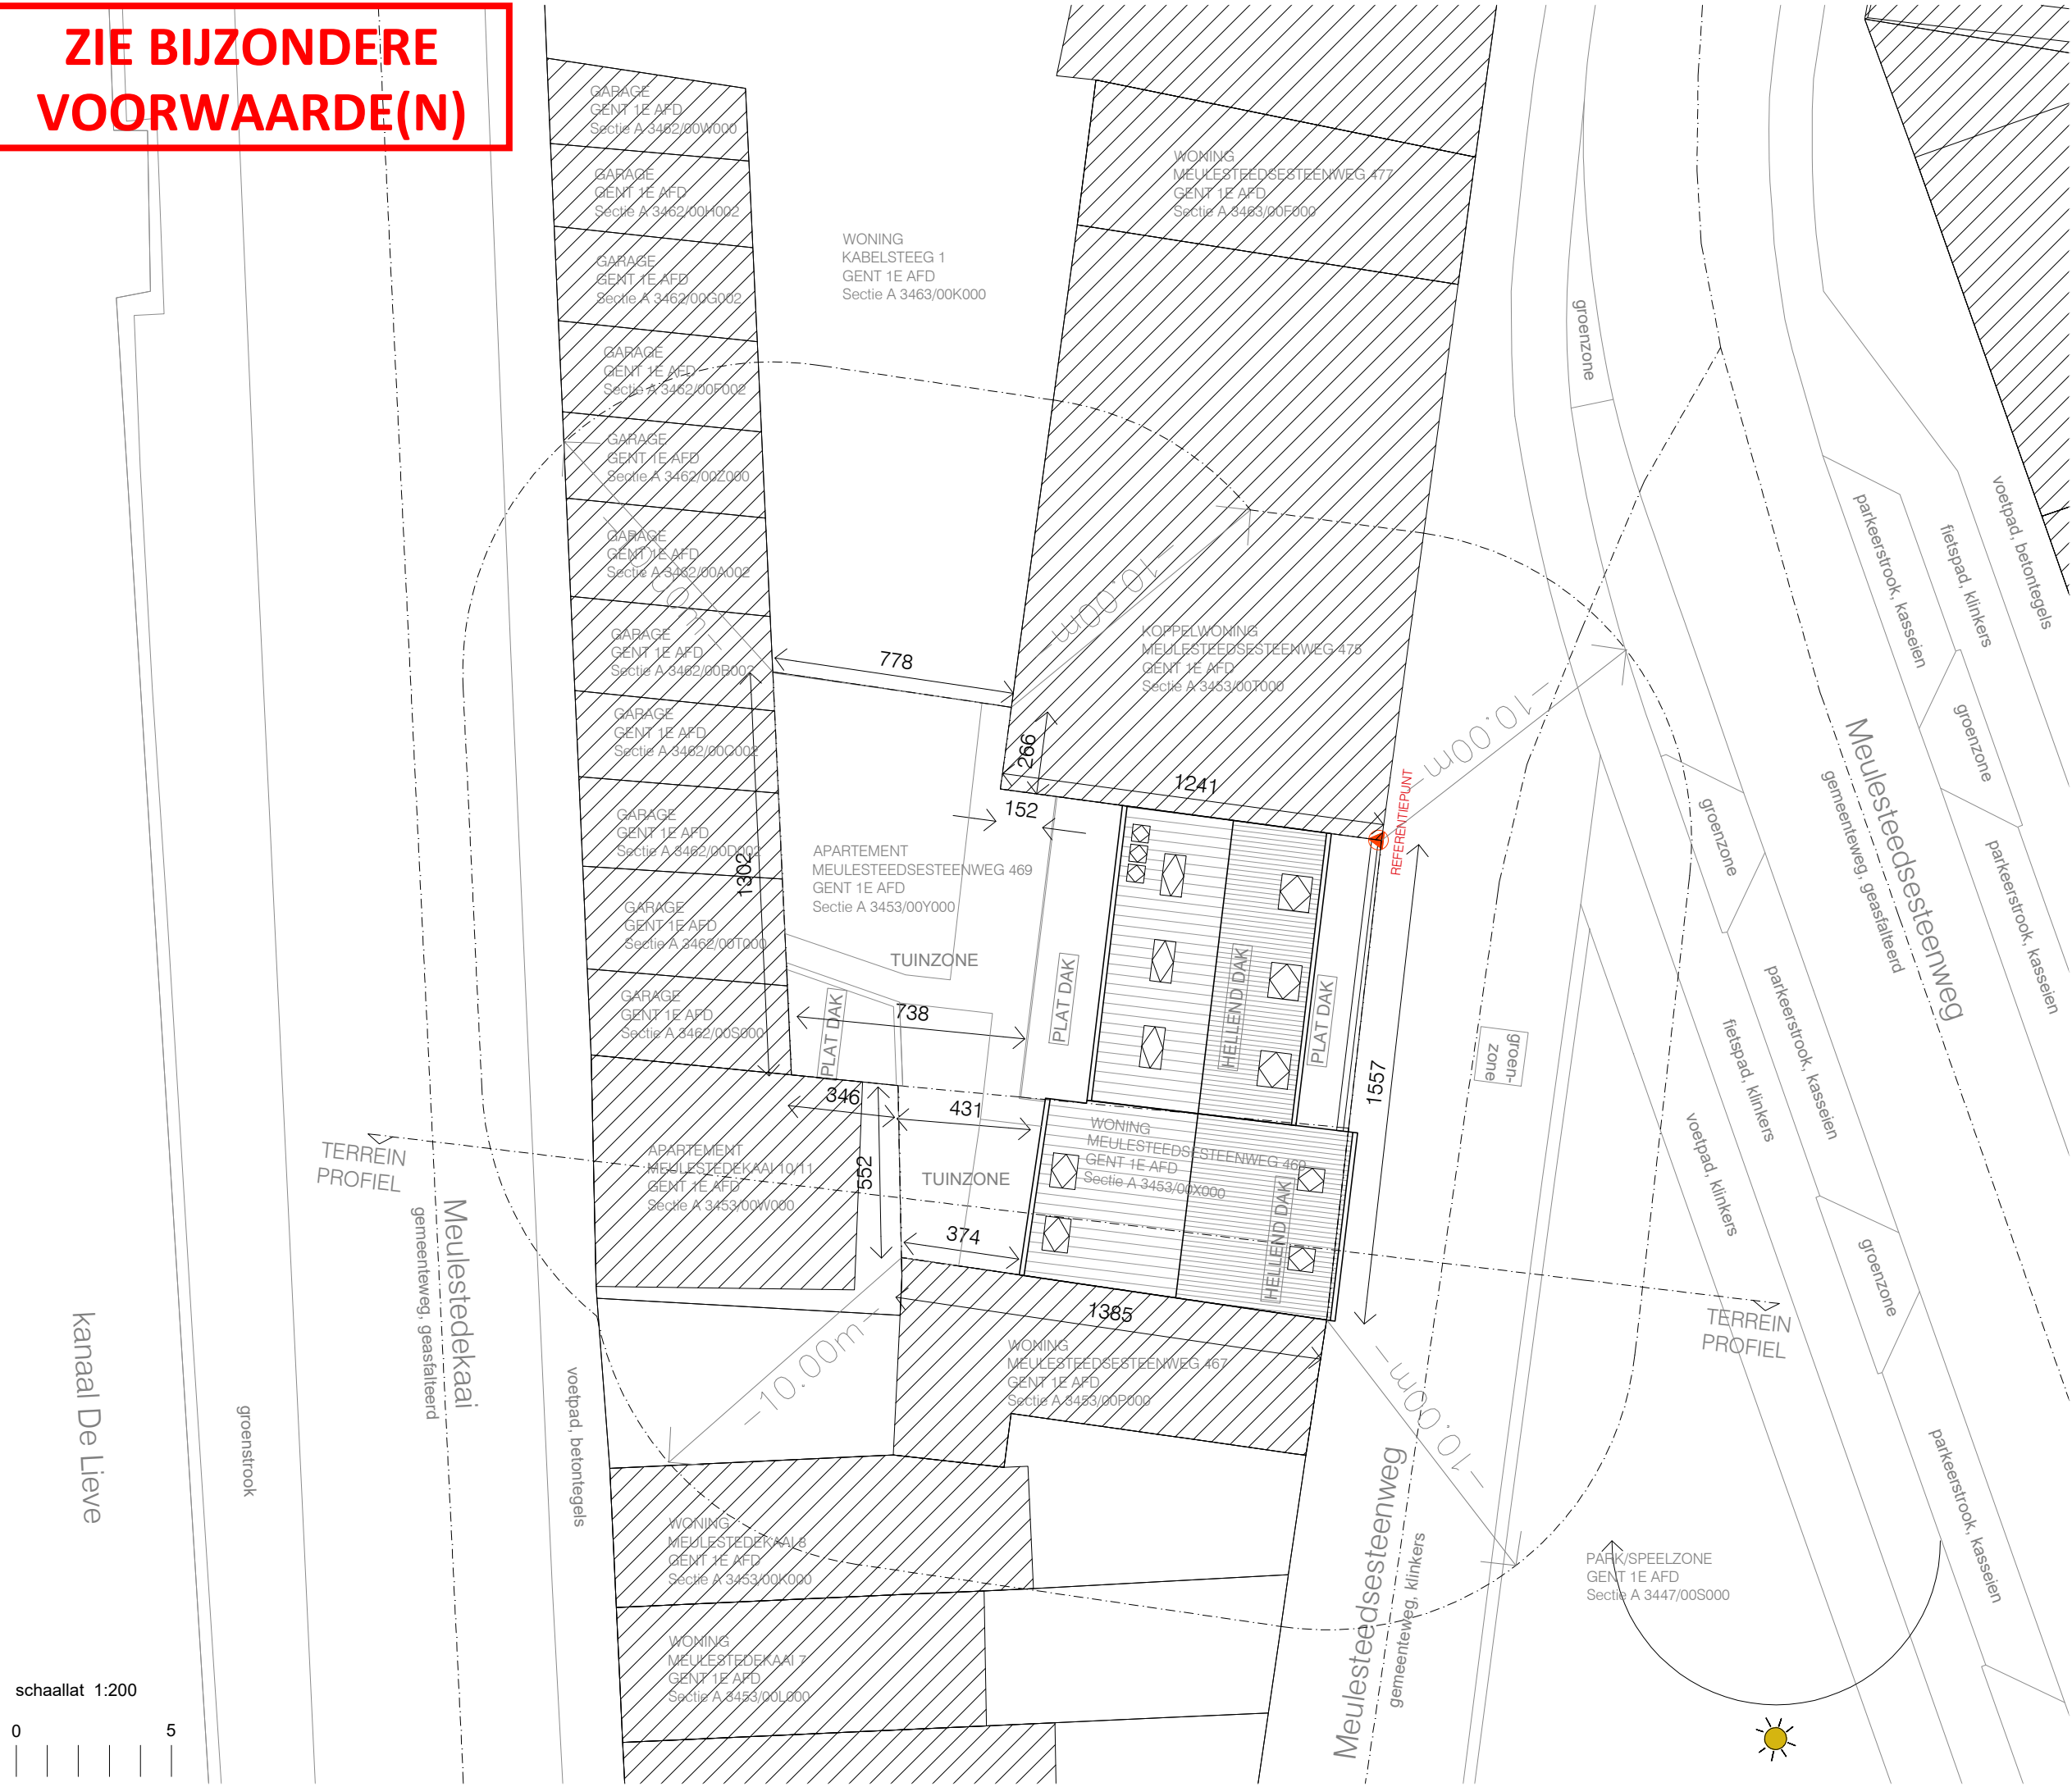 ZIE BIJZONDERE
VOORWAARDE(N)
GARAGE
GENT 1E AFD
Sectie A 3462/00W000
GARAGE
GENT 1E AFD
Sectie A 3462/00H002
GARAGE
GENT 1E AFD
Sectie A 3462/00G002
GARAGE
GENT 1E AFD
Sectie A 3462/00F002
GARAGE
GENT 1E AFD
Sectie A 3462/00Z000
GARAGE
GENT 1E AFD
Sectie A 3462/00A002
GARAGE
GENT 1E AFD
Sectie A 3462/00B002
GARAGE
GENT 1E AFD
Sectie A 3462/00C002
GARAGE
GENT 1E AFD
Sectie A 3462/00D002
GARAGE
GENT 1E AFD
Sectie A 3462/00T000
GARAGE
GENT 1E AFD
Sectie A 3462/00S000
WONING
KABELSTEEG 1
GENT 1E AFD
Sectie A 3463/00K000
WONING
MEULESTEEDSESTEENWEG 477
GENT 1E AFD
Sectie A 3463/00F000
KOPPELWONING
MEULESTEEDSESTEENWEG 475
GENT 1E AFD
Sectie A 3453/00T000
-10.00m-
-10.00m-
778
266
1241
152
1302
REFERENTIEPUNT
APARTEMENT
MEULESTEEDSESTEENWEG 469
GENT 1E AFD
Sectie A 3453/00Y000
TUINZONE
PLAT DAK
PLAT DAK
HELLEND DAK
PLAT DAK
738
1557
346
431
552
374
1385
TUINZONE
APARTEMENT
MEULESTEDEKAAI 10/11
GENT 1E AFD
Sectie A 3453/00W000
WONING
MEULESTEEDSESTEENWEG 469
GENT 1E AFD
Sectie A 3453/00X000
HELLEND DAK
TERREIN
PROFIEL
TERREIN
PROFIEL
WONING
MEULESTEEDSESTEENWEG 467
GENT 1E AFD
Sectie A 3453/00P000
-10.00m-
-10.00m-
WONING
MEULESTEDEKAAI 8
GENT 1E AFD
Sectie A 3453/00K000
WONING
MEULESTEDEKAAI 7
GENT 1E AFD
Sectie A 3453/00L000
PARK/SPEELZONE
GENT 1E AFD
Sectie A 3447/00S000
kanaal De Lieve
groenstrook
Meulestedekaai
gemeenteweg, geasfalteerd
voetpad, betontegels
Meulesteedsesteenweg
gemeenteweg, klinkers
groen-
zone
groenzone
groenzone
groenzone
groenzone
voetpad, klinkers
fietspad, klinkers
parkeerstrook, kasseien
parkeerstrook, kasseien
Meulesteedsesteenweg
gemeenteweg, geasfalteerd
parkeerstrook, kasseien
parkeerstrook, kasseien
fietspad, klinkers
voetpad, betontegels
schaallat 1:200
0 5